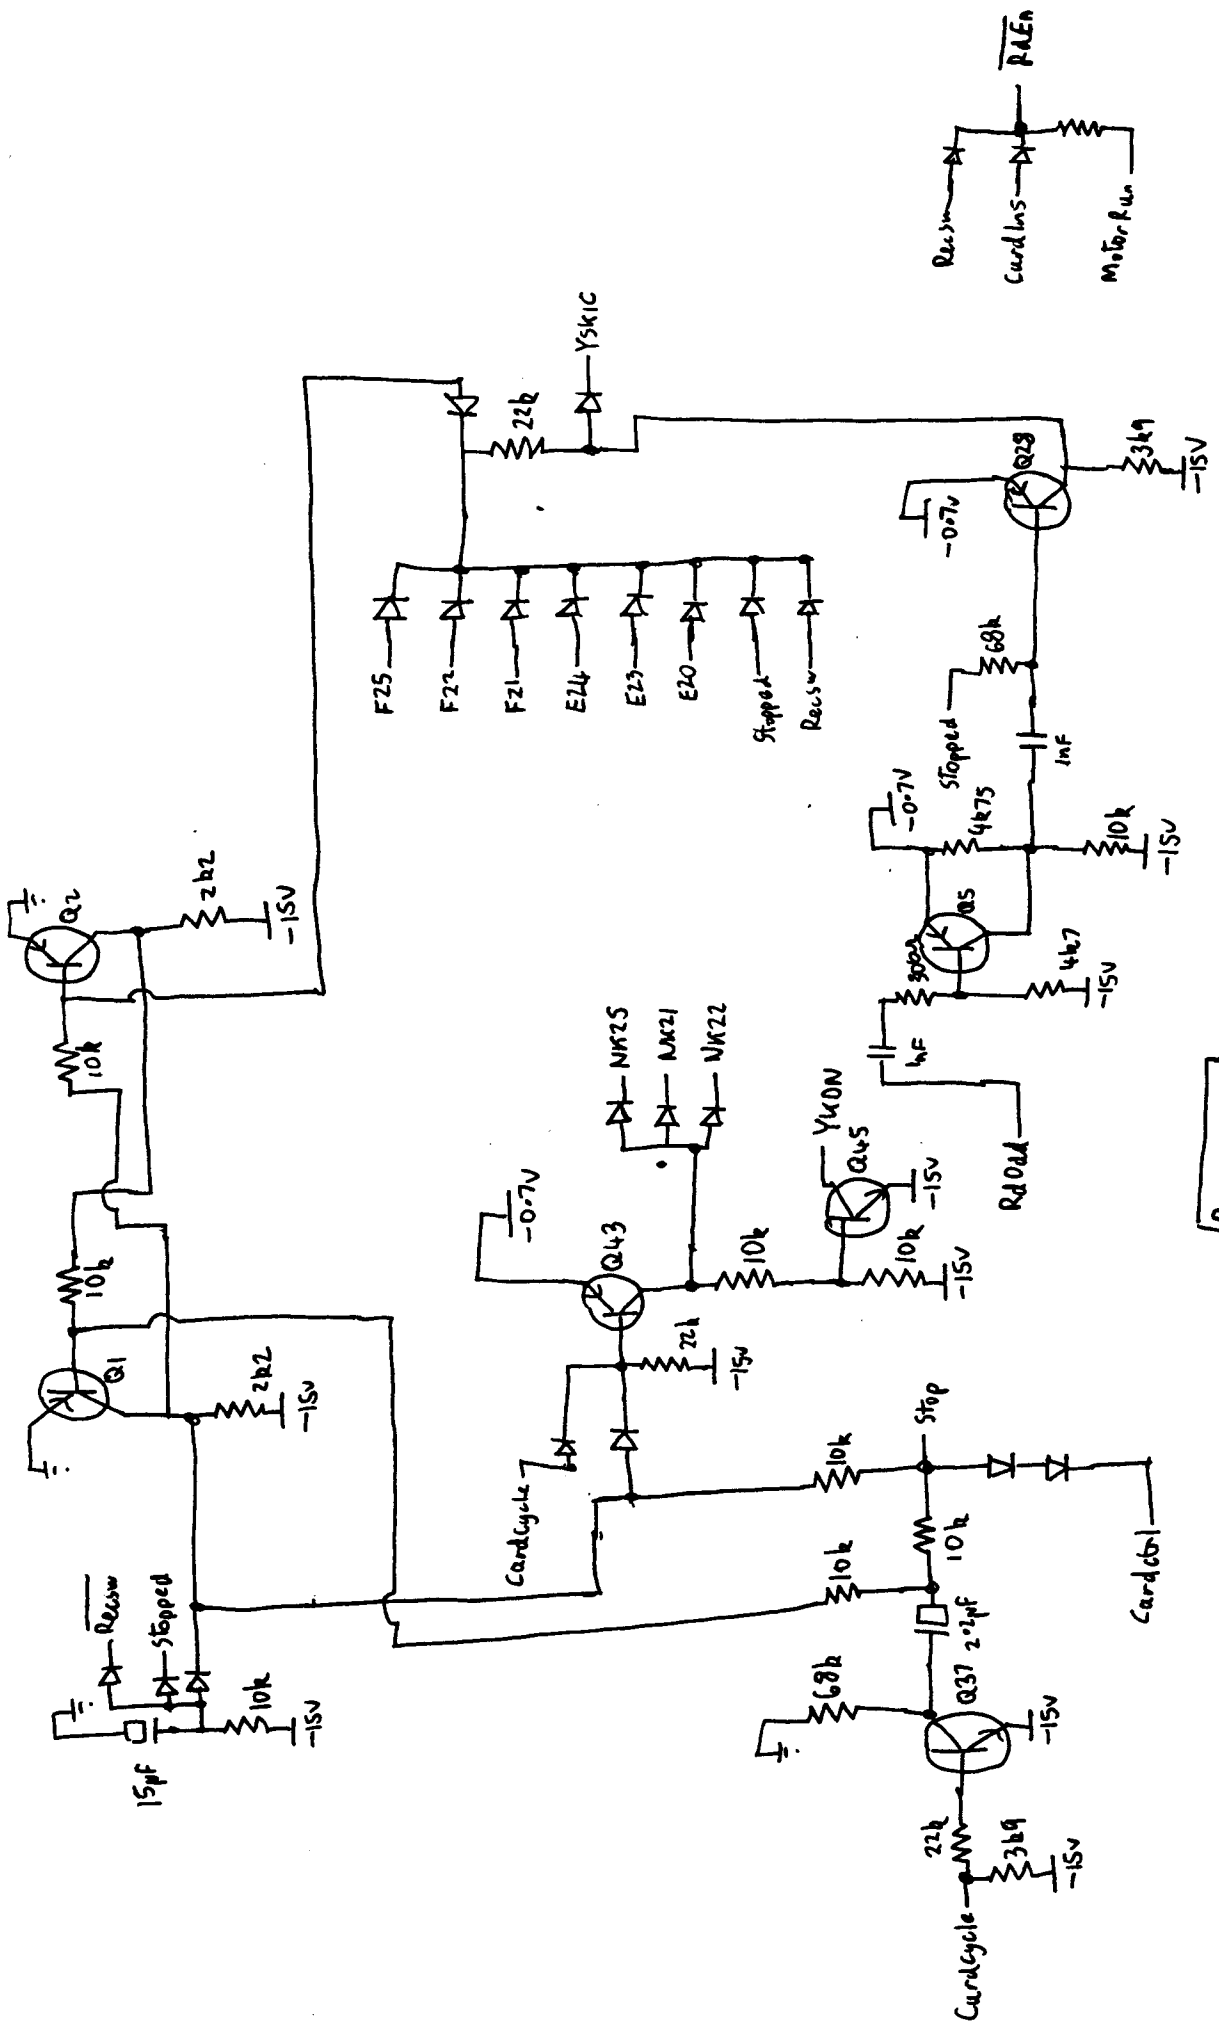 15µF
10k
-15V
Recsw
Stopped
Q1
2k2
-15V
10k
10k
Q2
2k2
-15V
CardCycle
22k
-15V
Q43
-0.7V
10k
10k
-15V
Q45
-15V
YKDN
NK25
NK21
NK22
F25
F22
F21
E24
E23
E20
Stopped
Recsw
22k
YSKIC
CardCycle
22k
3k9
-15V
Q37
-15V
68k
2.2µF
10k
10k
10k
Stop
Cardctrl
RdOdd
1nF
300Ω
4k7
-15V
Q5
-0.7V
4k75
10k
-15V
1nF
Stopped
68k
Q28
-0.7V
3k9
-15V
Recsw
CardIns
MotorRun
RdEn